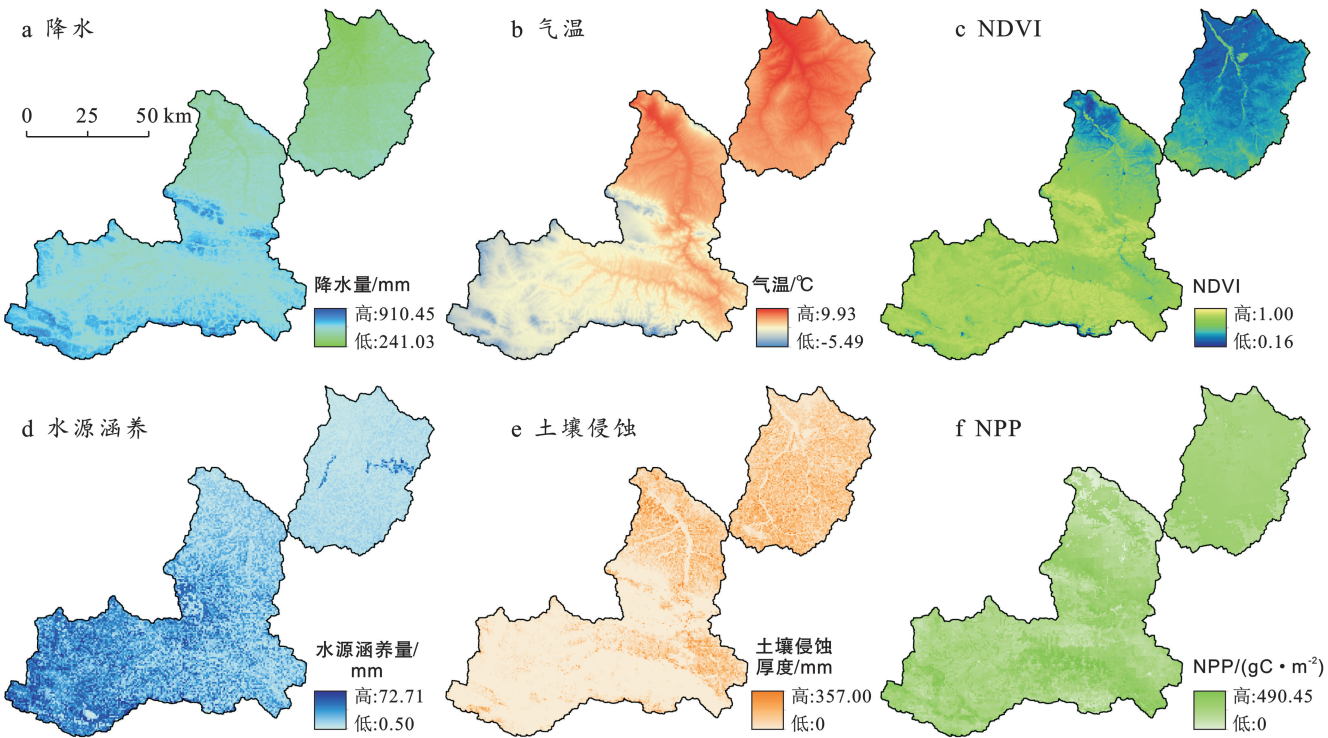 a 降水
b 气温
c NDVI
0 25 50 km
降水量/mm
高:910.45
低:241.03
气温/℃
高:9.93
低:-5.49
NDVI
高:1.00
低:0.16
d 水源涵养
e 土壤侵蚀
f NPP
水源涵养量/
mm
高:72.71
低:0.50
土壤侵蚀
厚度/mm
高:357.00
低:0
NPP/(gC·m⁻²)
高:490.45
低:0